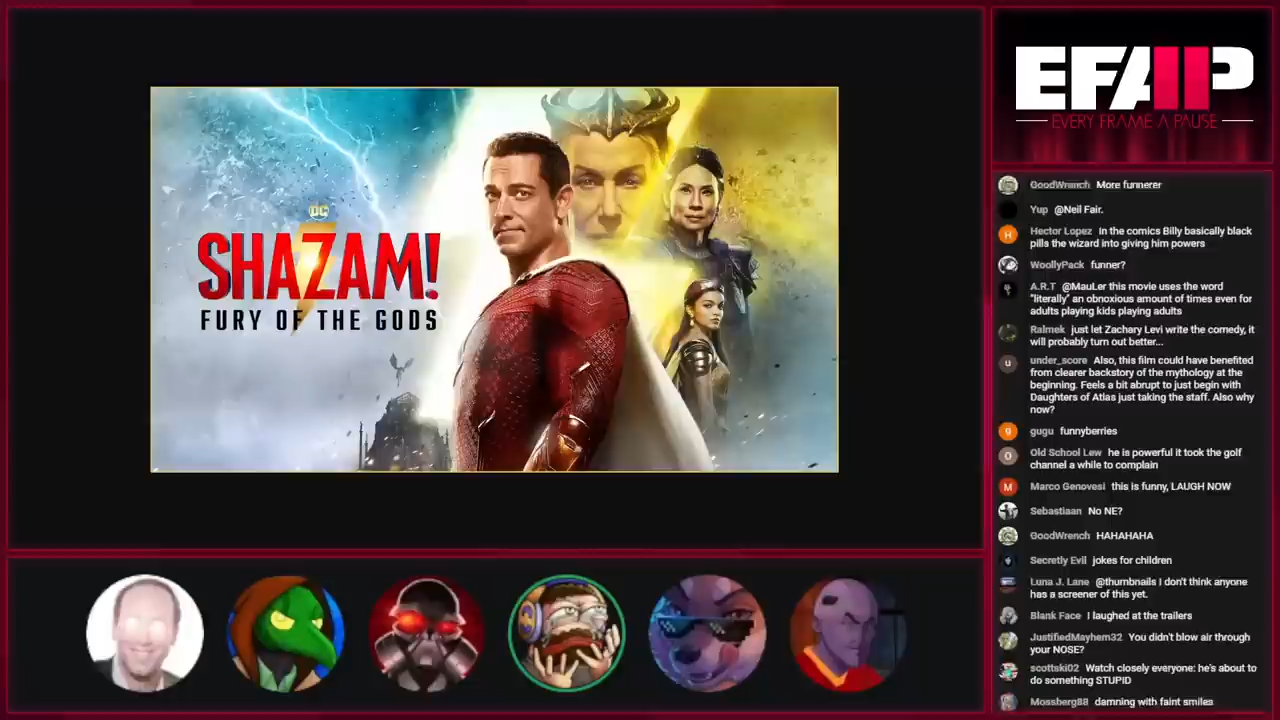 DC
SHAZAM!
FURY OF THE GODS
EFAP
EVERY FRAME A PAUSE
GoodWrench More funnerer
Yup @Neil Fair.
Hector Lopez In the comics Billy basically black
pills the wizard into giving him powers
WoollyPack funner?
A.R.T @MauLer this movie uses the word
"literally" an obnoxious amount of times even for
adults playing kids playing adults
Ralmek just let Zachary Levi write the comedy, it
will probably turn out better...
under_score Also, this film could have benefited
from clearer backstory of the mythology at the
beginning. Feels a bit abrupt to just begin with
Daughters of Atlas just taking the staff. Also why
now?
gugu funnyberries
Old School Lew he is powerful it took the golf
channel a while to complain
Marco Genovesi this is funny, LAUGH NOW
Sebastiaan No NE?
GoodWrench HAHAHAHA
Secretly Evil jokes for children
Luna J. Lane @thumbnails I don't think anyone
has a screener of this yet.
Blank Face I laughed at the trailers
JustifiedMayhem32 You didn't blow air through
your NOSE?
scottski02 Watch closely everyone: he's about to
do something STUPID
Mossberg88 damning with faint smiles